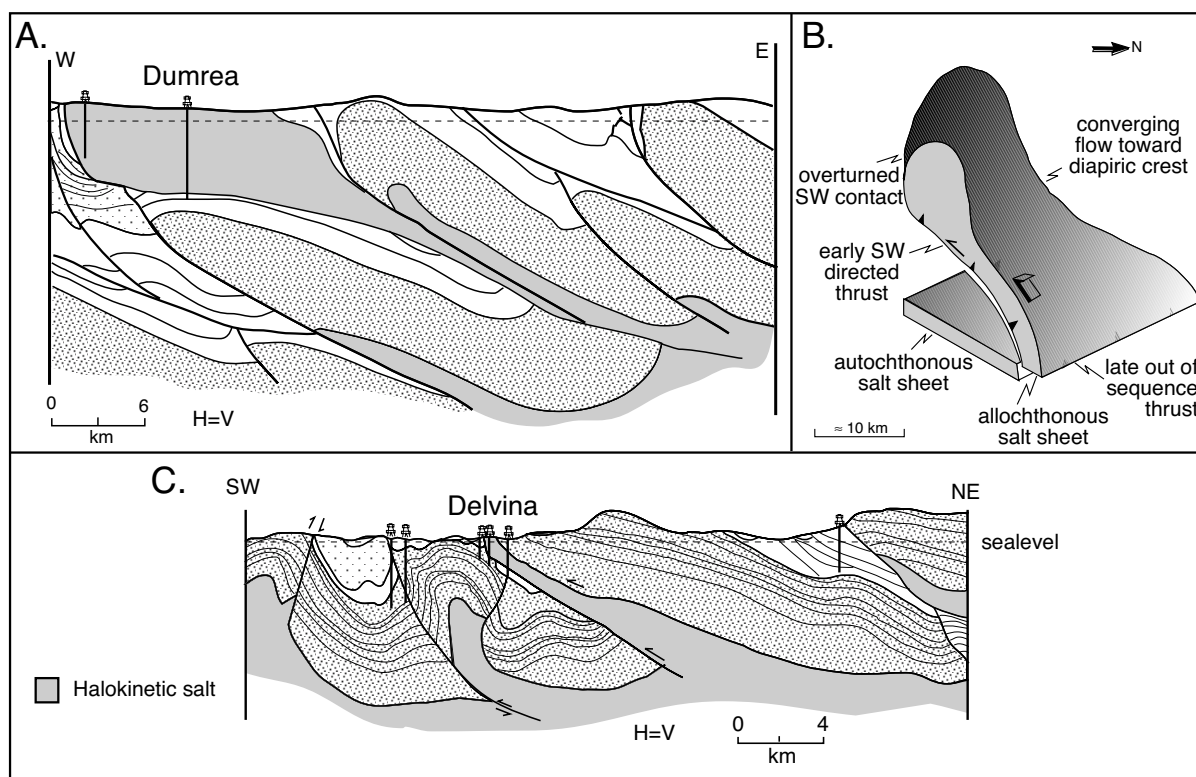 A.
W
Dumrea
E
0
6
km
H=V
B.
N
converging
flow toward
diapiric crest
overturned
SW contact
early SW
directed
thrust
autochthonous
salt sheet
late out of
sequence
thrust
allochthonous
salt sheet
≈ 10 km
C.
SW
Delvina
NE
sealevel
Halokinetic salt
H=V
0
4
km